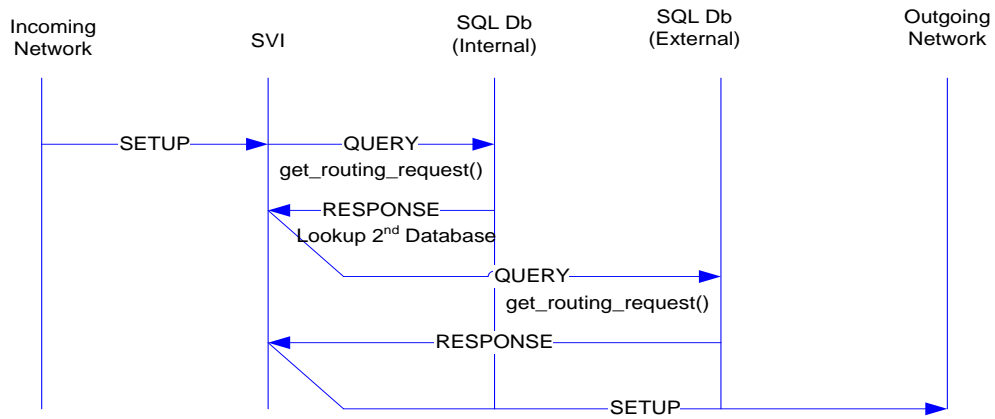 Incoming
Network
SVI
SQL Db
(Internal)
SQL Db
(External)
Outgoing
Network
SETUP
QUERY
get_routing_request()
RESPONSE
Lookup 2nd Database
QUERY
get_routing_request()
RESPONSE
SETUP